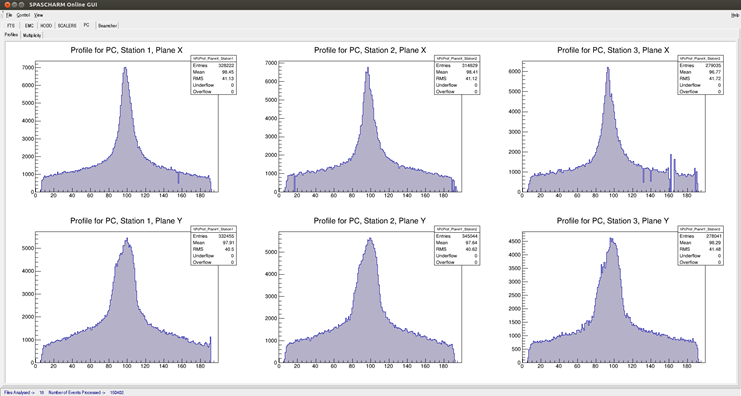 SPASCHARM Online GUI
File Control View Help
FTS EMC HODO SCALERS PC Beamcher
Profiles Multiplicity
Profile for PC, Station 1, Plane X
hPcProf_PlaneX_Station1
Entries 328222
Mean 98.45
RMS 41.13
Underflow 0
Overflow 0
7000
6000
5000
4000
3000
2000
1000
0
0 20 40 60 80 100 120 140 160 180
Profile for PC, Station 2, Plane X
hPcProf_PlaneX_Station2
Entries 314629
Mean 98.41
RMS 41.12
Underflow 0
Overflow 0
7000
6000
5000
4000
3000
2000
1000
0
0 20 40 60 80 100 120 140 160 180
Profile for PC, Station 3, Plane X
hPcProf_PlaneX_Station3
Entries 279035
Mean 96.77
RMS 41.72
Underflow 0
Overflow 0
6000
5000
4000
3000
2000
1000
0
0 20 40 60 80 100 120 140 160 180
Profile for PC, Station 1, Plane Y
hPcProf_PlaneY_Station1
Entries 332455
Mean 97.91
RMS 40.5
Underflow 0
Overflow 0
5000
4000
3000
2000
1000
0
0 20 40 60 80 100 120 140 160 180
Profile for PC, Station 2, Plane Y
hPcProf_PlaneY_Station2
Entries 345044
Mean 97.64
RMS 40.62
Underflow 0
Overflow 0
5000
4000
3000
2000
1000
0
0 20 40 60 80 100 120 140 160 180
Profile for PC, Station 3, Plane Y
hPcProf_PlaneY_Station3
Entries 278041
Mean 96.29
RMS 41.48
Underflow 0
Overflow 0
4500
4000
3500
3000
2500
2000
1500
1000
500
0
0 20 40 60 80 100 120 140 160 180
Files Analysed -> 18 Number of Events Processed -> 100402